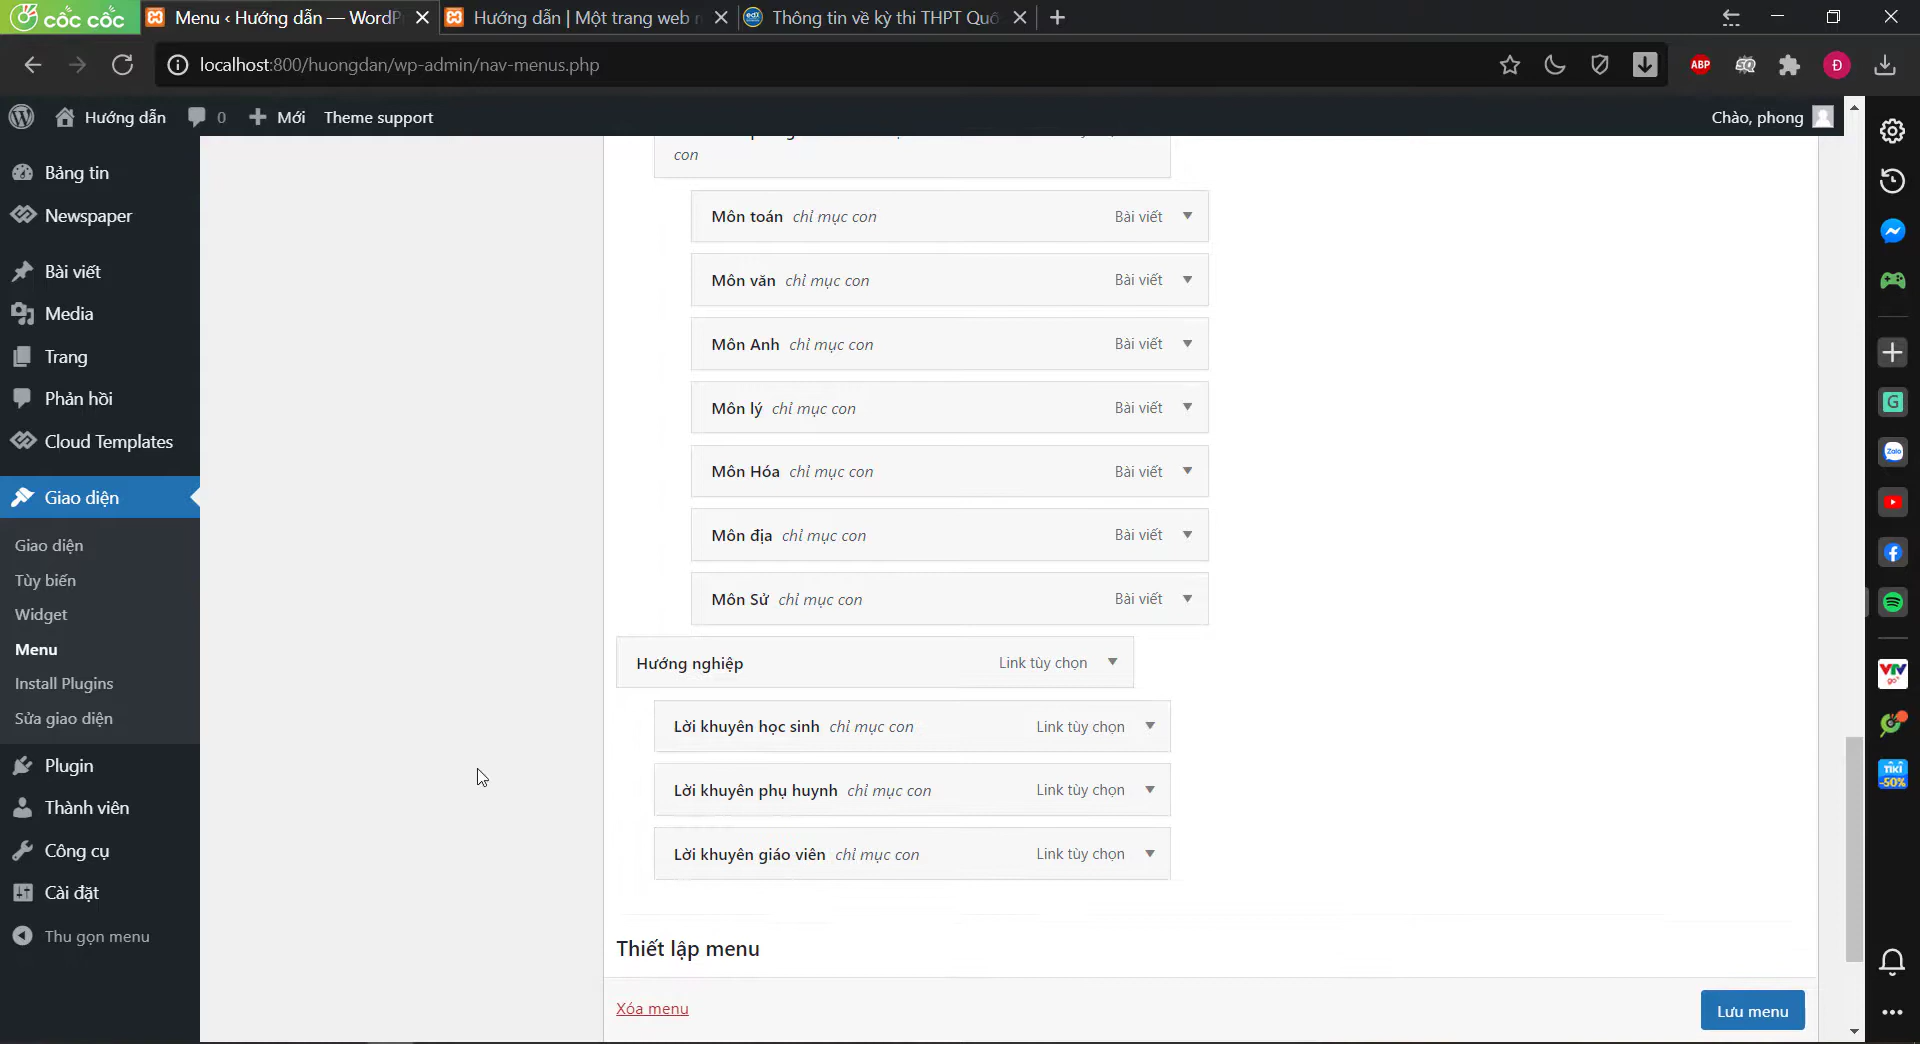 cốc cốc
Menu ‹ Hướng dẫn — WordP
Hướng dẫn | Một trang web
Thông tin về kỳ thi THPT Quố
localhost:800/huongdan/wp-admin/nav-menus.php
ABP
Đ
Hướng dẫn
0
Mới
Theme support
Chào, phong
Bảng tin
Newspaper
Bài viết
Media
Trang
Phản hồi
Cloud Templates
Giao diện
Giao diện
Tùy biến
Widget
Menu
Install Plugins
Sửa giao diện
Plugin
Thành viên
Công cụ
Cài đặt
Thu gọn menu
con
Môn toán chỉ mục con Bài viết
Môn văn chỉ mục con Bài viết
Môn Anh chỉ mục con Bài viết
Môn lý chỉ mục con Bài viết
Môn Hóa chỉ mục con Bài viết
Môn địa chỉ mục con Bài viết
Môn Sử chỉ mục con Bài viết
Hướng nghiệp Link tùy chọn
Lời khuyên học sinh chỉ mục con Link tùy chọn
Lời khuyên phụ huynh chỉ mục con Link tùy chọn
Lời khuyên giáo viên chỉ mục con Link tùy chọn
Thiết lập menu
Xóa menu
Lưu menu
G
Zalo
VTV
go
TIKI
-50%